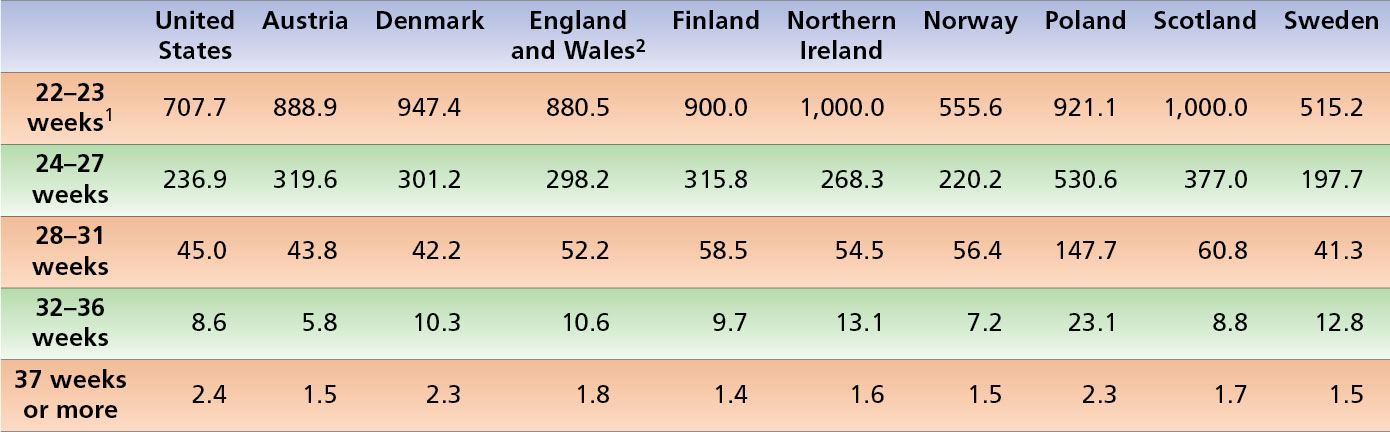 United States Austria Denmark England and Wales² Finland Northern Ireland Norway Poland Scotland Sweden
22–23 weeks¹ 707.7 888.9 947.4 880.5 900.0 1,000.0 555.6 921.1 1,000.0 515.2
24–27 weeks 236.9 319.6 301.2 298.2 315.8 268.3 220.2 530.6 377.0 197.7
28–31 weeks 45.0 43.8 42.2 52.2 58.5 54.5 56.4 147.7 60.8 41.3
32–36 weeks 8.6 5.8 10.3 10.6 9.7 13.1 7.2 23.1 8.8 12.8
37 weeks or more 2.4 1.5 2.3 1.8 1.4 1.6 1.5 2.3 1.7 1.5